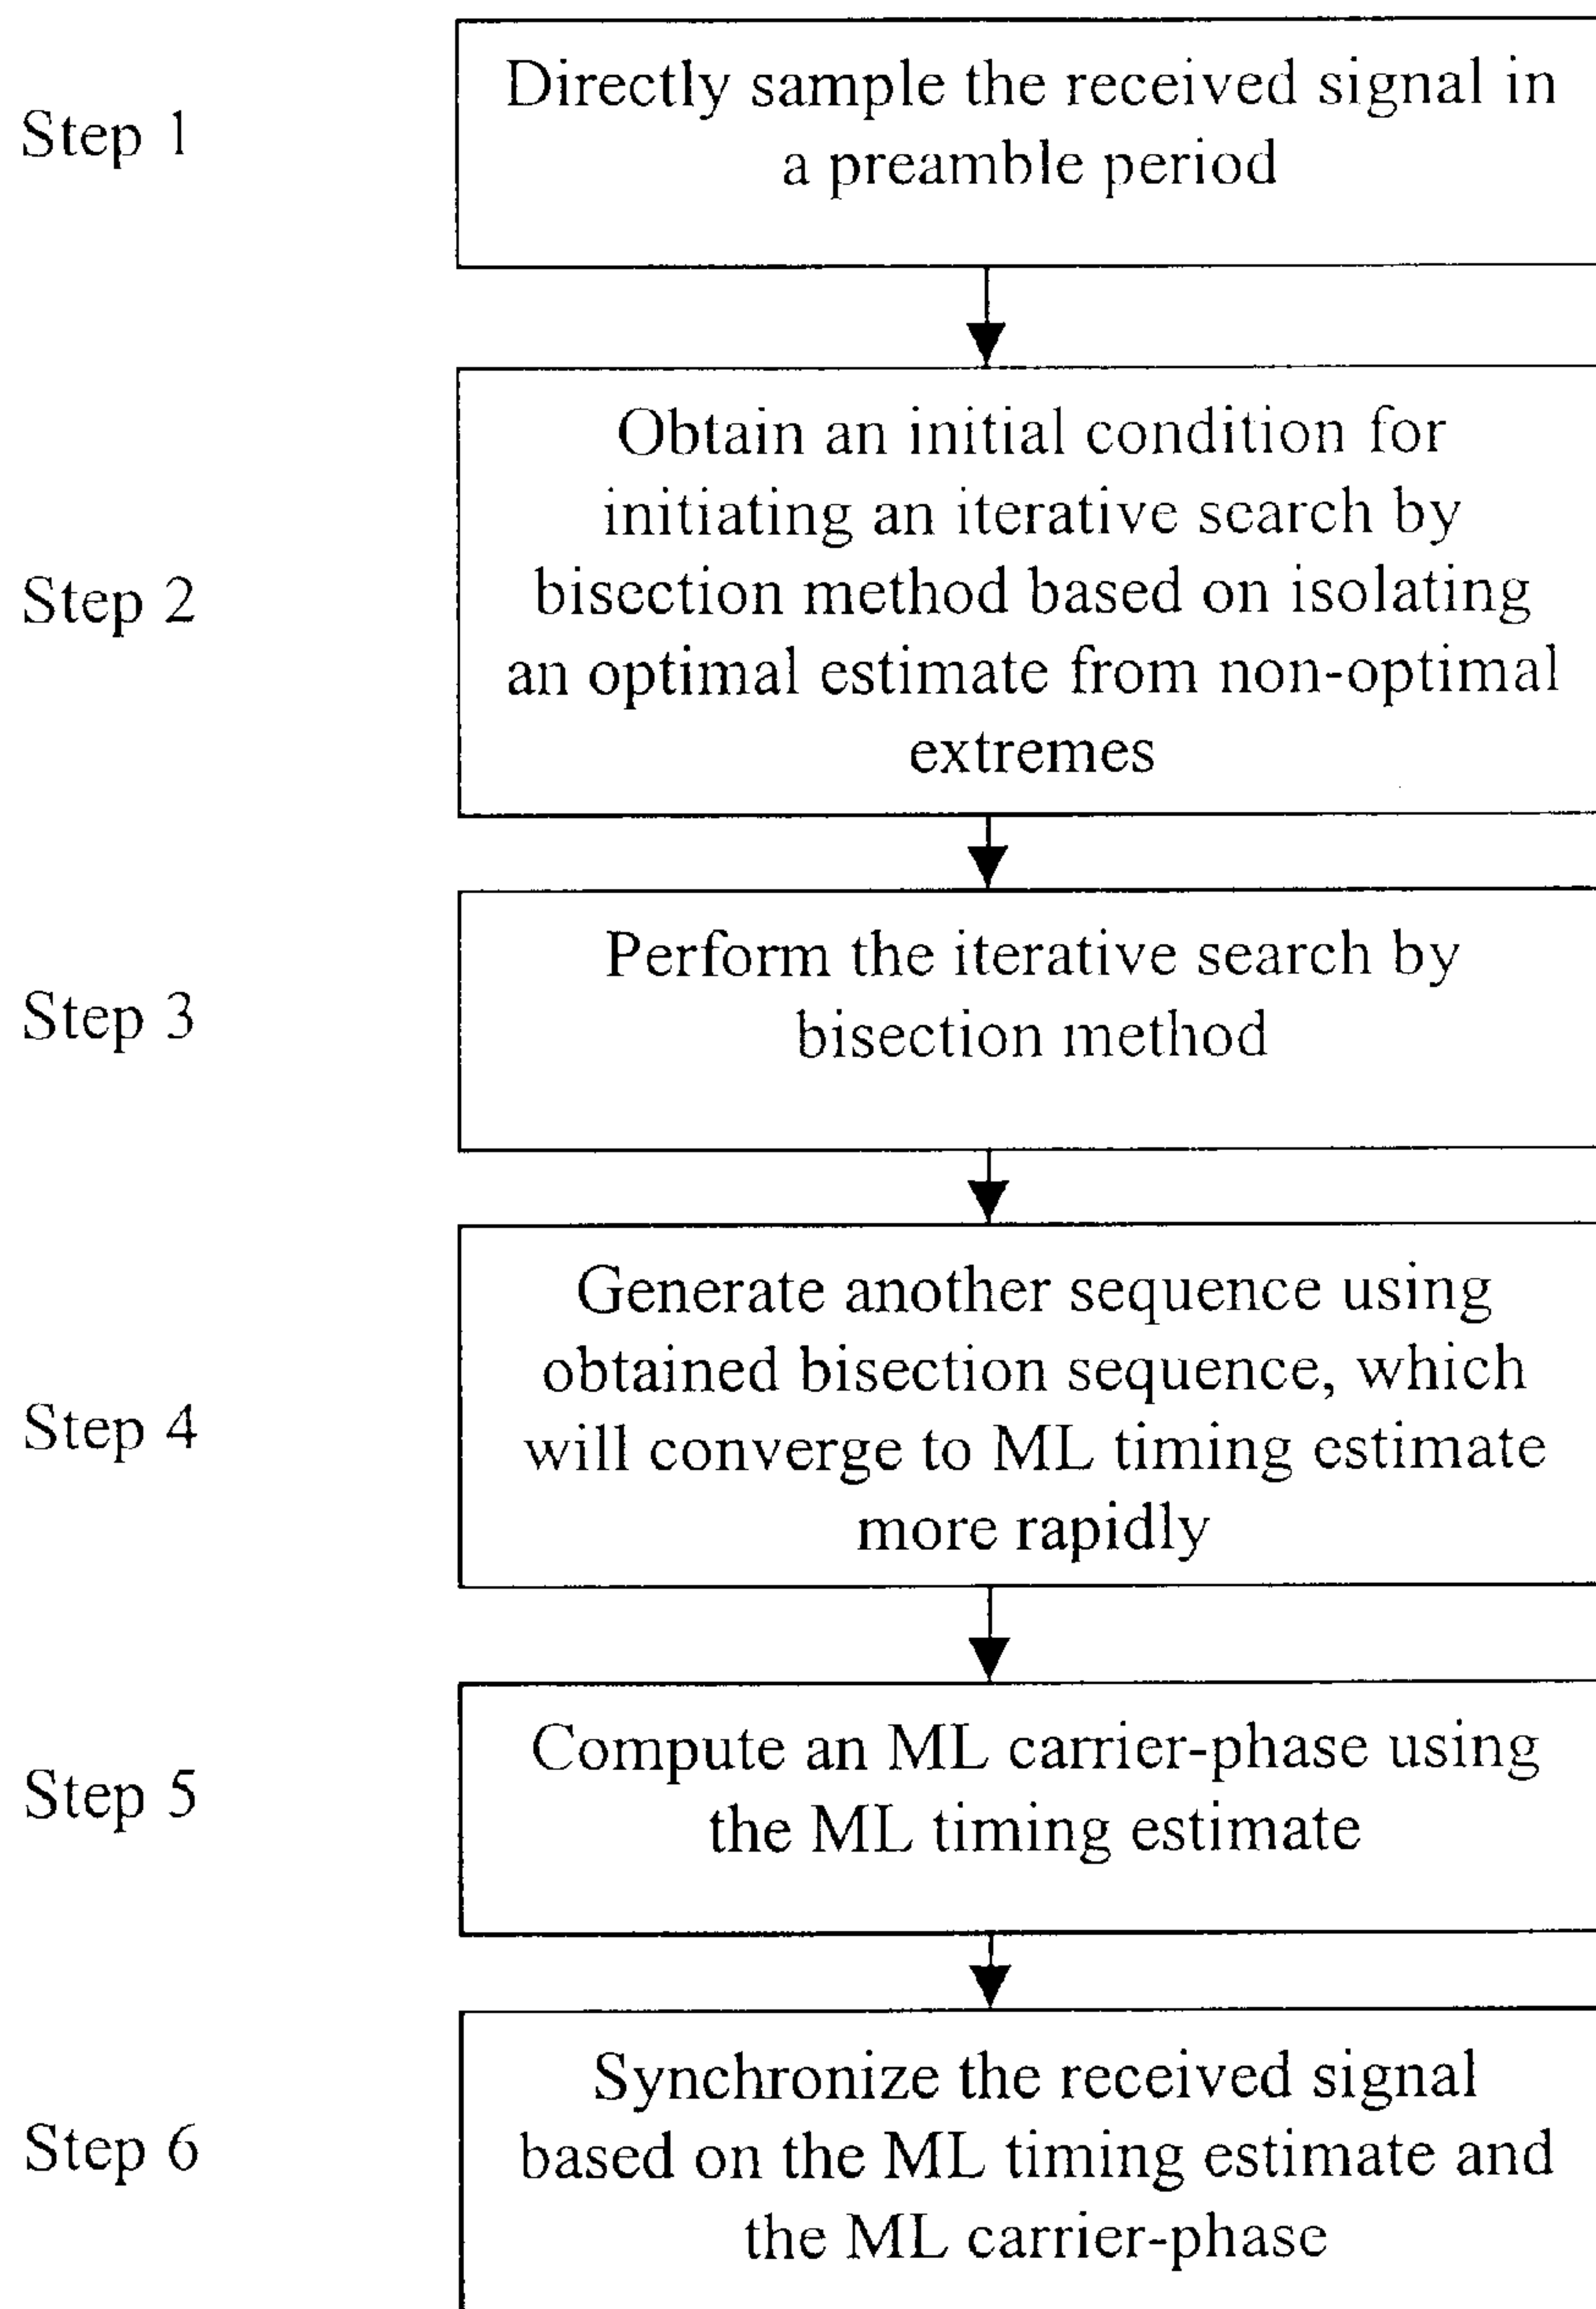 Step 1
Directly sample the received signal in
a preamble period
Step 2
Obtain an initial condition for
initiating an iterative search by
bisection method based on isolating
an optimal estimate from non-optimal
extremes
Step 3
Perform the iterative search by
bisection method
Step 4
Generate another sequence using
obtained bisection sequence, which
will converge to ML timing estimate
more rapidly
Step 5
Compute an ML carrier-phase using
the ML timing estimate
Step 6
Synchronize the received signal
based on the ML timing estimate and
the ML carrier-phase